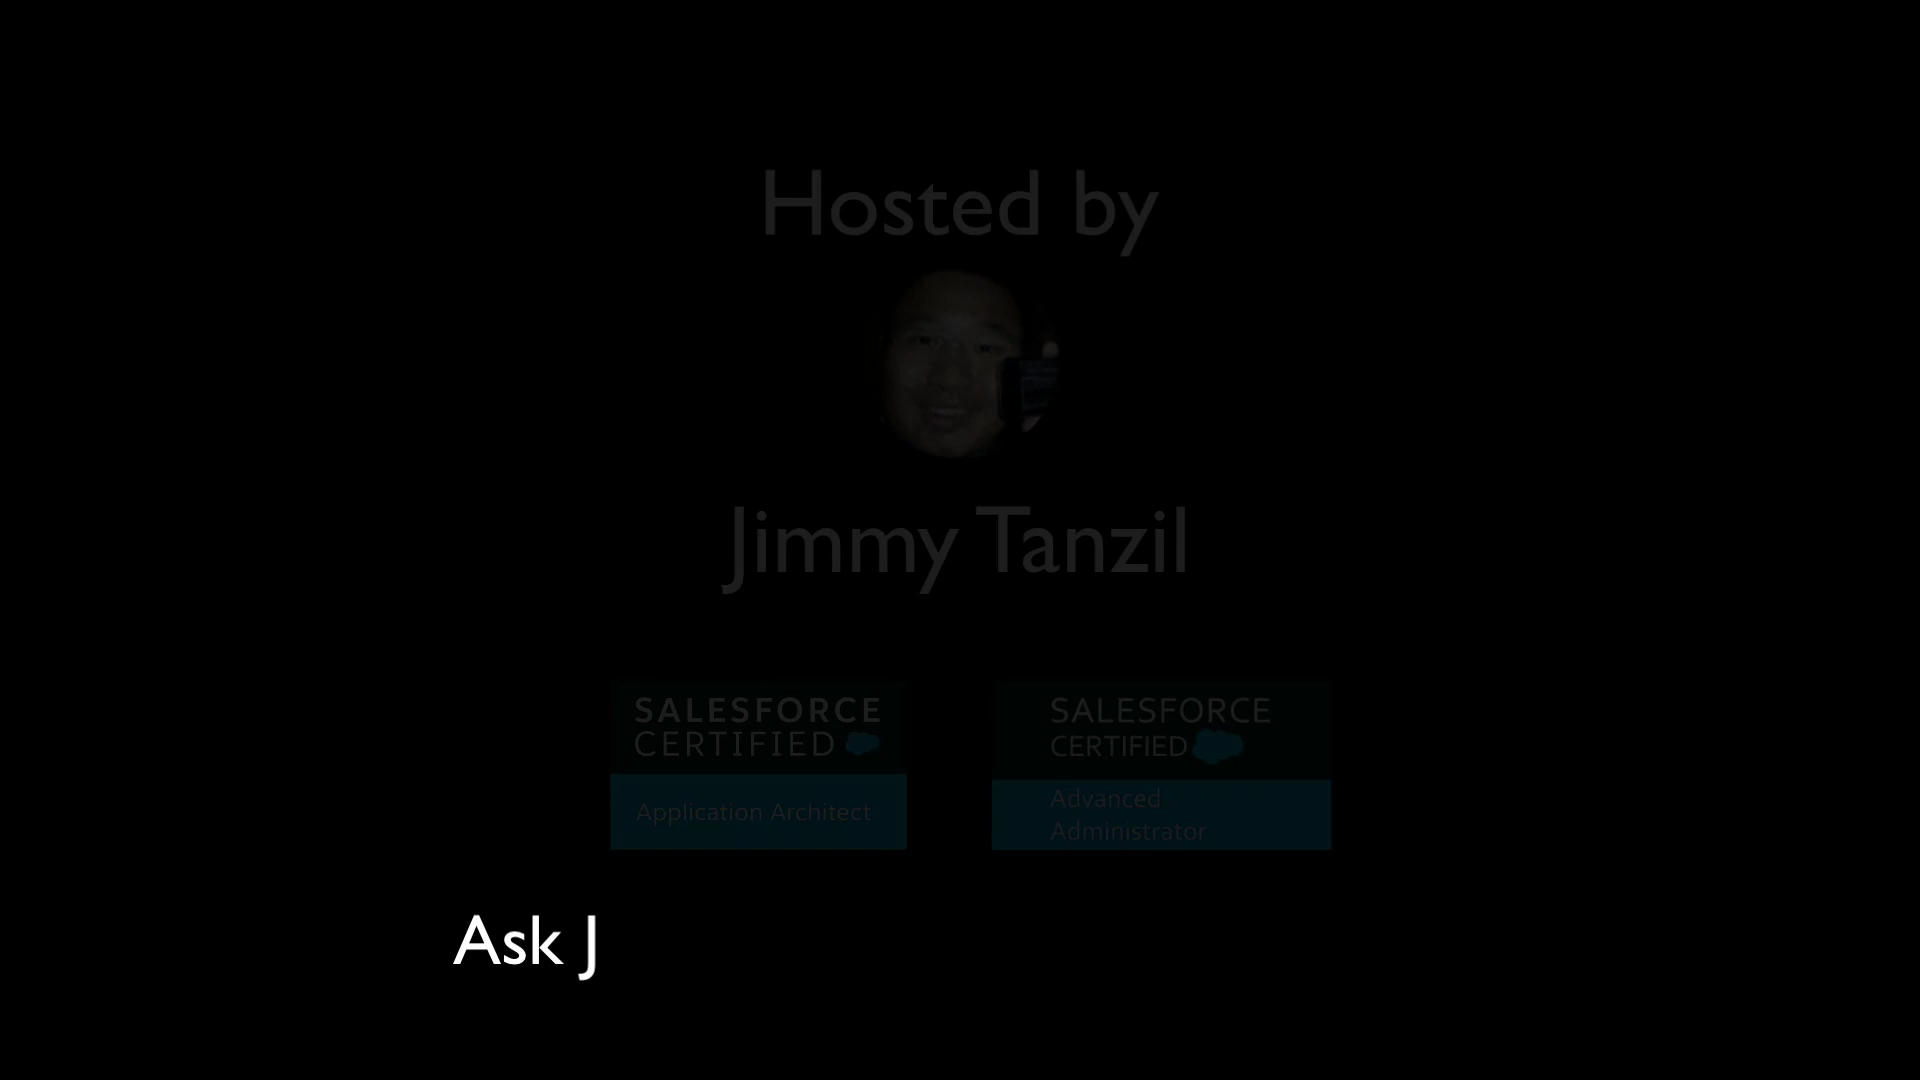 Hosted by
Jimmy Tanzil
SALESFORCE
CERTIFIED
Application Architect
SALESFORCE
CERTIFIED
Advanced
Administrator
Ask J